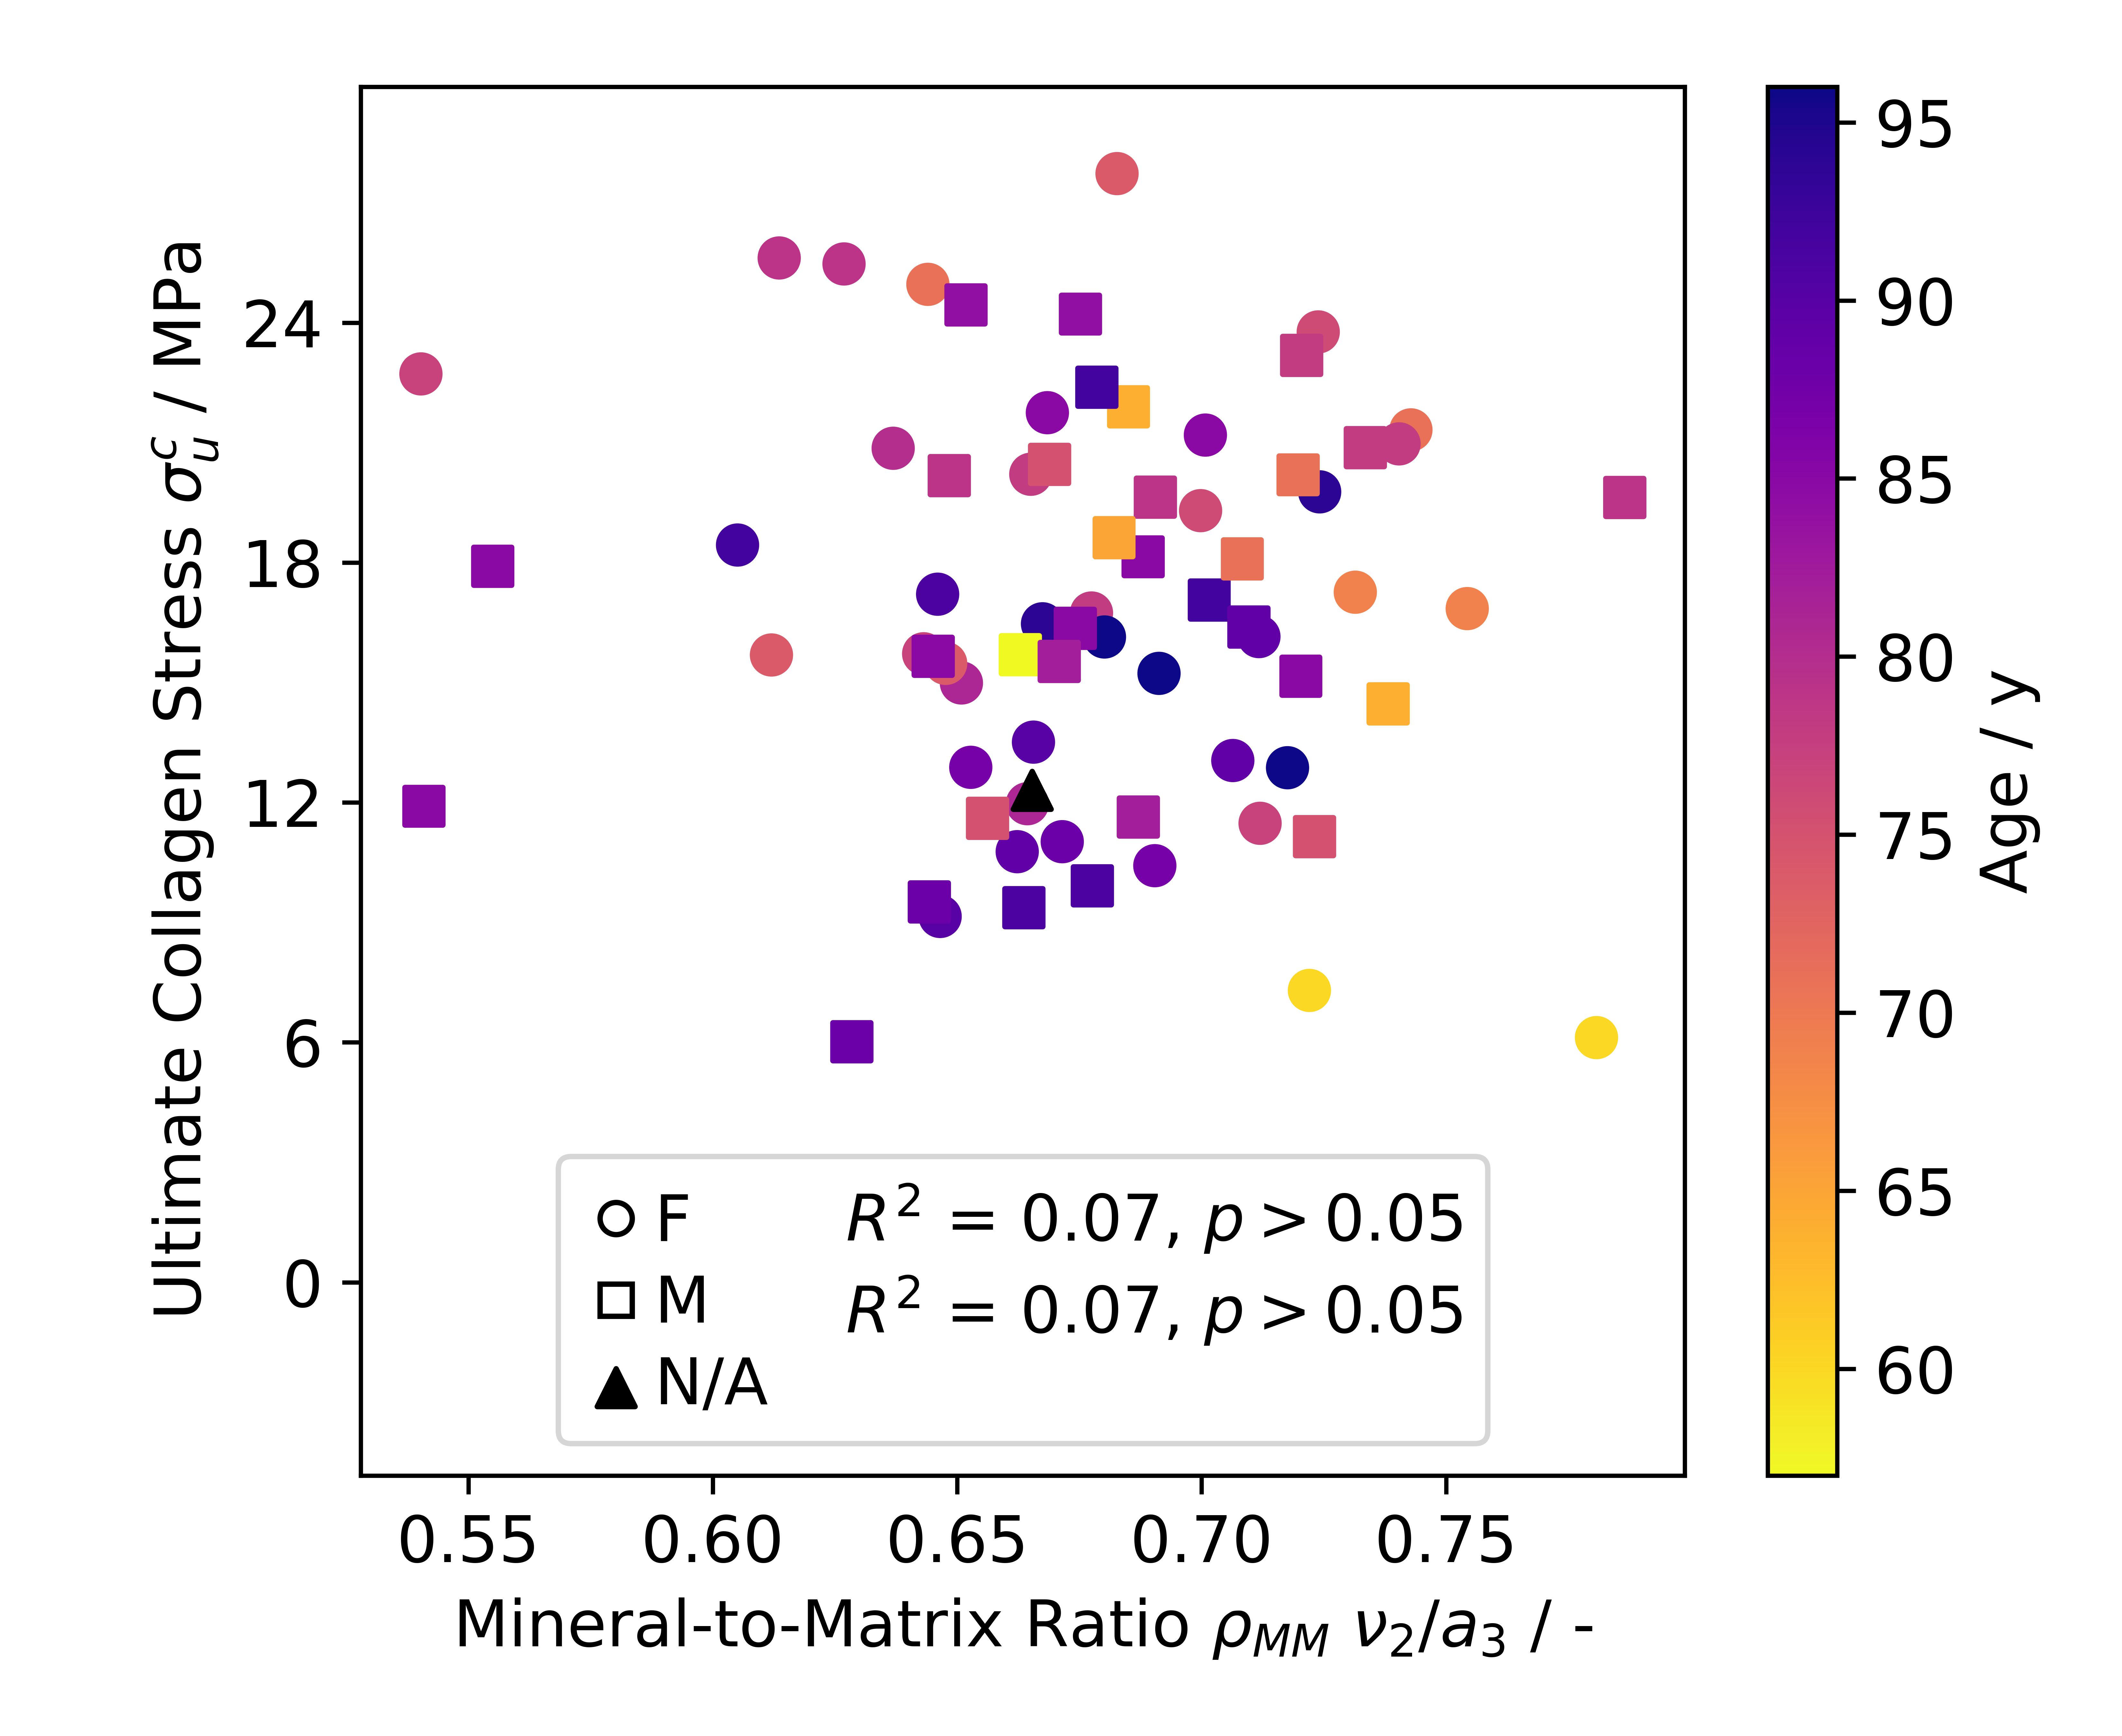 Ultimate Collagen Stress σᶜᵤ / MPa
24
18
12
6
0
F R² = 0.07, p > 0.05
M R² = 0.07, p > 0.05
N/A
0.55 0.60 0.65 0.70 0.75
Mineral-to-Matrix Ratio ρ_MM ν₂/a₃ / -
95
90
85
80
75
70
65
60
Age / y